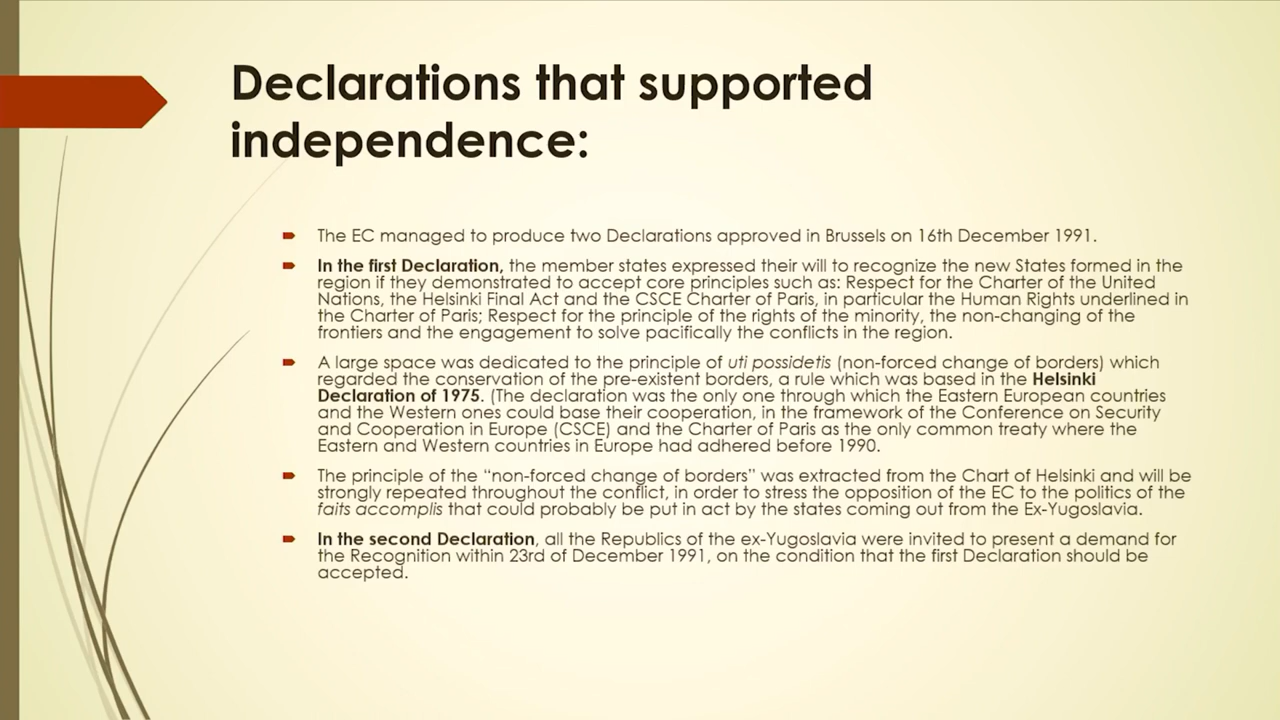 Declarations that supported
independence:
The EC managed to produce two Declarations approved in Brussels on 16th December 1991.
In the first Declaration, the member states expressed their will to recognize the new States formed in the
region if they demonstrated to accept core principles such as: Respect for the Charter of the United
Nations, the Helsinki Final Act and the CSCE Charter of Paris, in particular the Human Rights underlined in
the Charter of Paris; Respect for the principle of the rights of the minority, the non-changing of the
frontiers and the engagement to solve pacifically the conflicts in the region.
A large space was dedicated to the principle of uti possidetis (non-forced change of borders) which
regarded the conservation of the pre-existent borders, a rule which was based in the Helsinki
Declaration of 1975. (The declaration was the only one through which the Eastern European countries
and the Western ones could base their cooperation, in the framework of the Conference on Security
and Cooperation in Europe (CSCE) and the Charter of Paris as the only common treaty where the
Eastern and Western countries in Europe had adhered before 1990.
The principle of the “non-forced change of borders” was extracted from the Chart of Helsinki and will be
strongly repeated throughout the conflict, in order to stress the opposition of the EC to the politics of the
faits accomplis that could probably be put in act by the states coming out from the Ex-Yugoslavia.
In the second Declaration, all the Republics of the ex-Yugoslavia were invited to present a demand for
the Recognition within 23rd of December 1991, on the condition that the first Declaration should be
accepted.